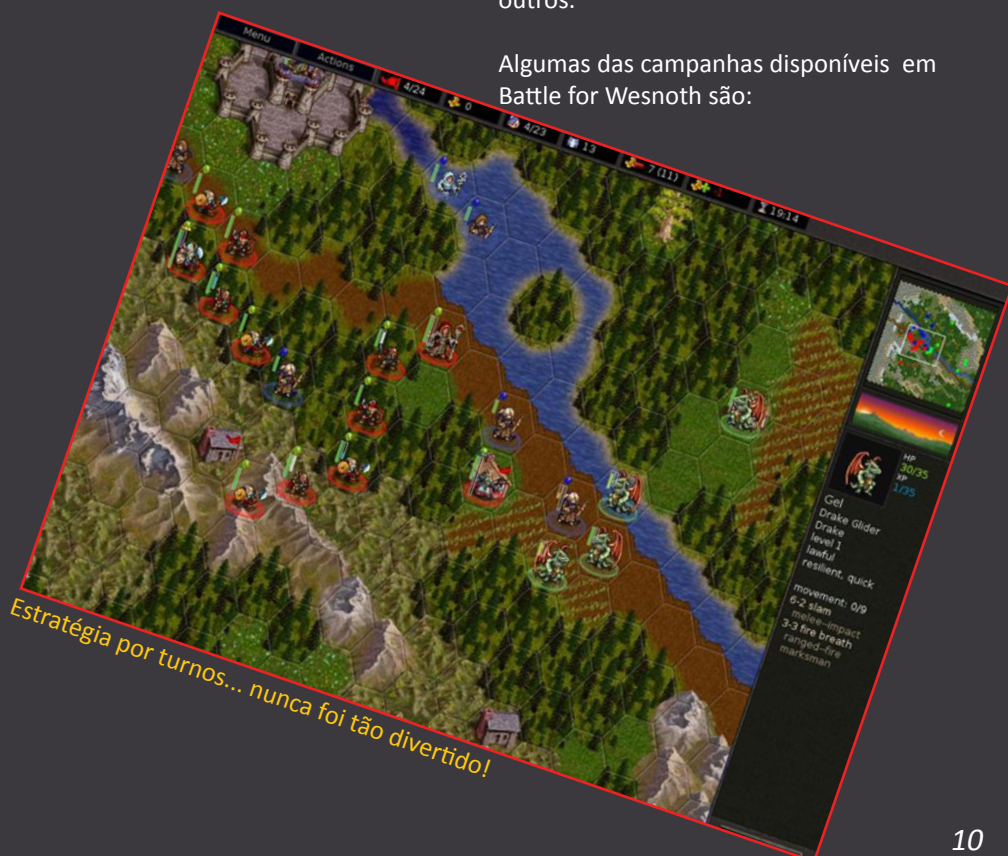 outros.
Algumas das campanhas disponíveis em
Battle for Wesnoth são:
Menu
Actions
4/24
0
4/23
13
7 (11)
-1
19:14
HP
30/35
XP
1/35
Gel
Drake Glider
Drake
level 1
lawful
resilient, quick
movement: 0/9
6-2 slam
melee-impact
3-3 fire breath
ranged-fire
marksman
Estratégia por turnos... nunca foi tão divertido!
10